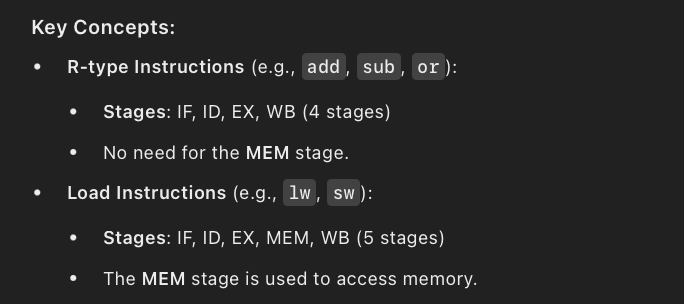 Key Concepts:
• R-type Instructions (e.g., add, sub, or):
• Stages: IF, ID, EX, WB (4 stages)
• No need for the MEM stage.
• Load Instructions (e.g., lw, sw):
• Stages: IF, ID, EX, MEM, WB (5 stages)
• The MEM stage is used to access memory.